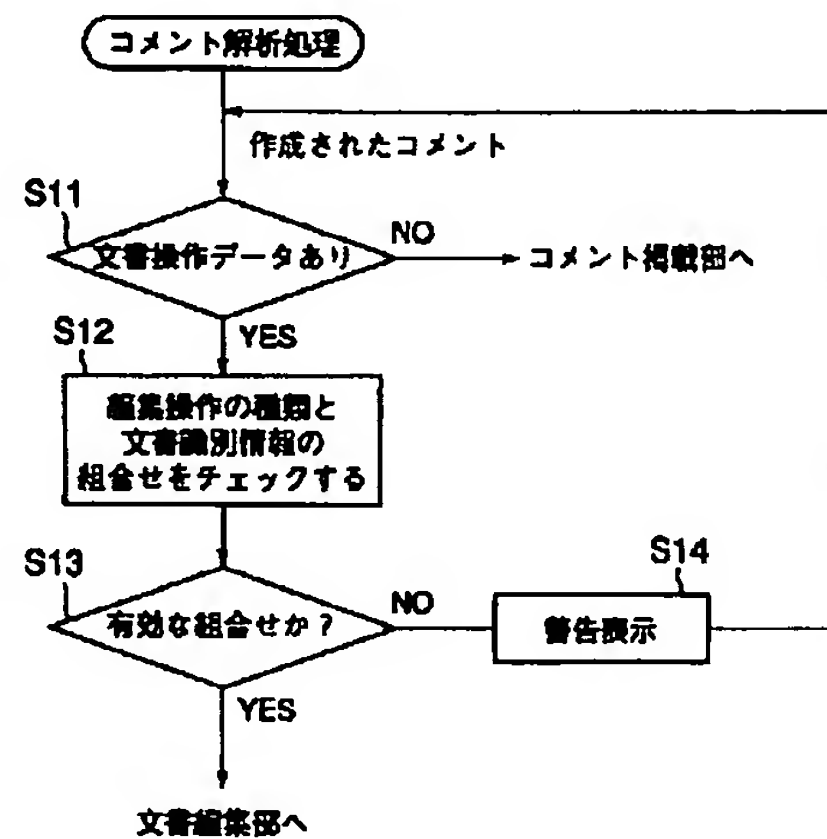 コメント解析処理
作成されたコメント
S11
文書操作データあり
NO
コメント掲載部へ
YES
S12
編集操作の種類と
文書識別情報の
組合せをチェックする
S13
有効な組合せか?
NO
S14
警告表示
YES
文書編集部へ